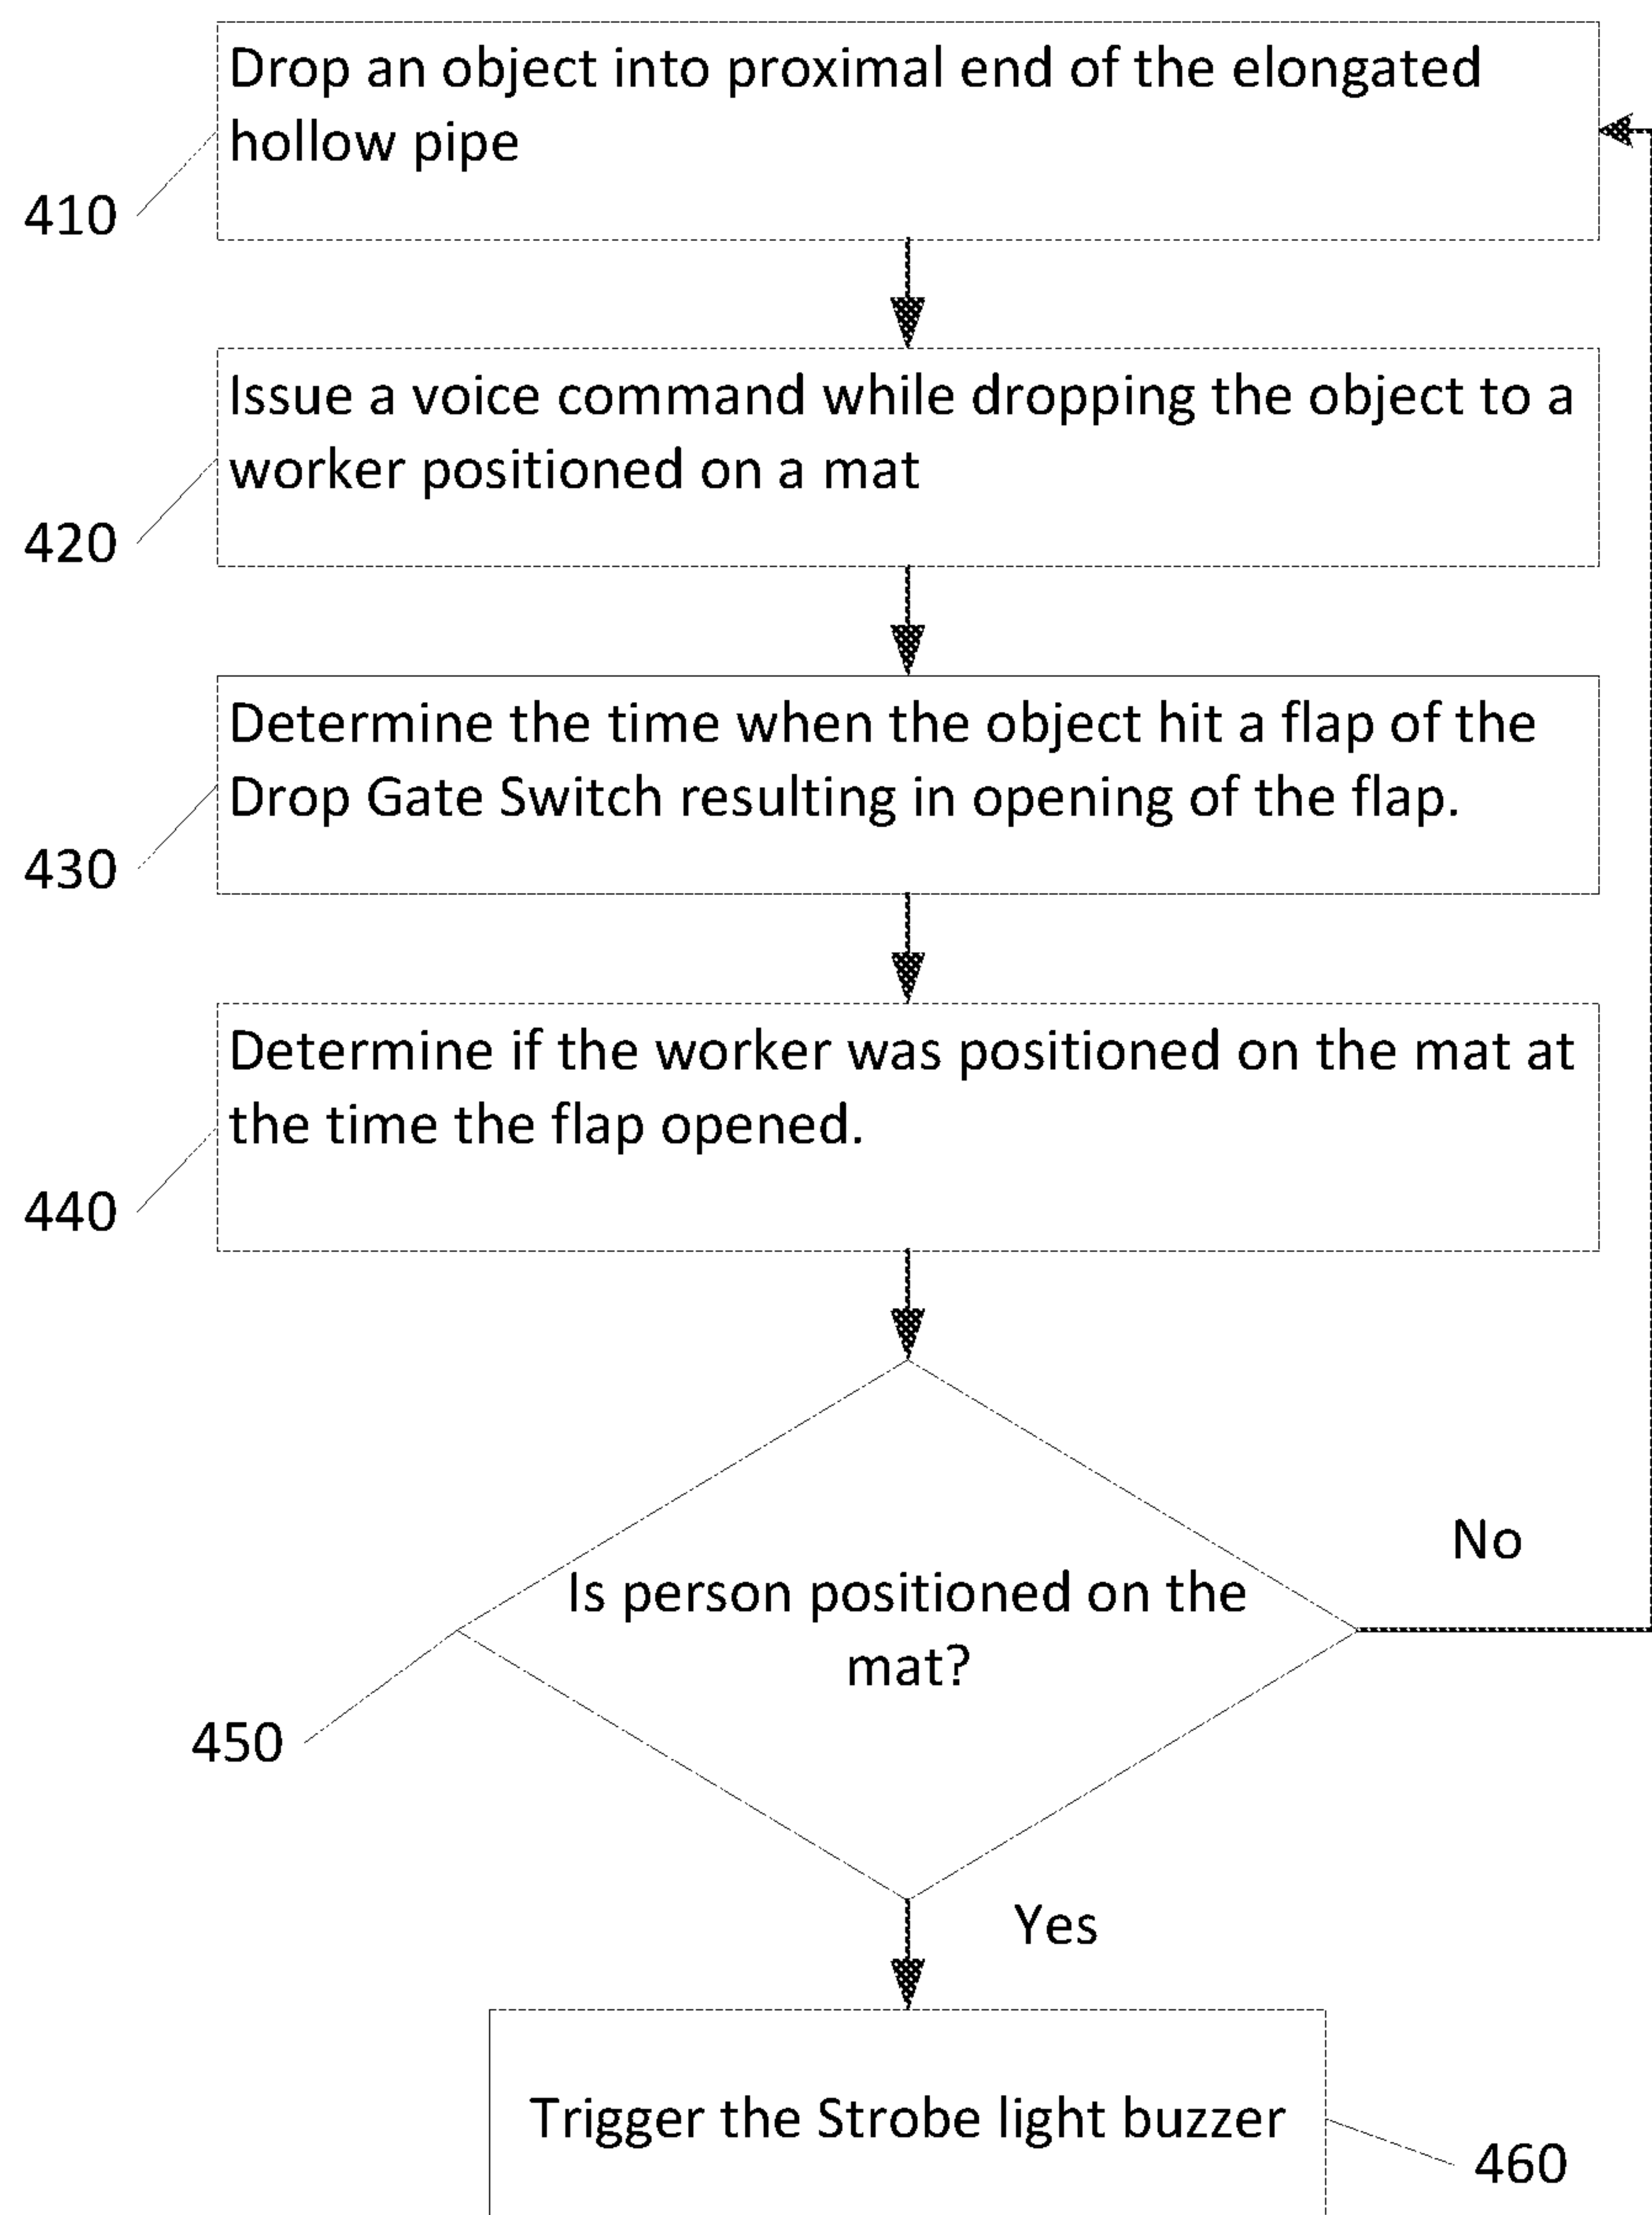 Drop an object into proximal end of the elongated
hollow pipe
410
Issue a voice command while dropping the object to a
worker positioned on a mat
420
Determine the time when the object hit a flap of the
Drop Gate Switch resulting in opening of the flap.
430
Determine if the worker was positioned on the mat at
the time the flap opened.
440
No
Is person positioned on the
mat?
450
Yes
Trigger the Strobe light buzzer
460